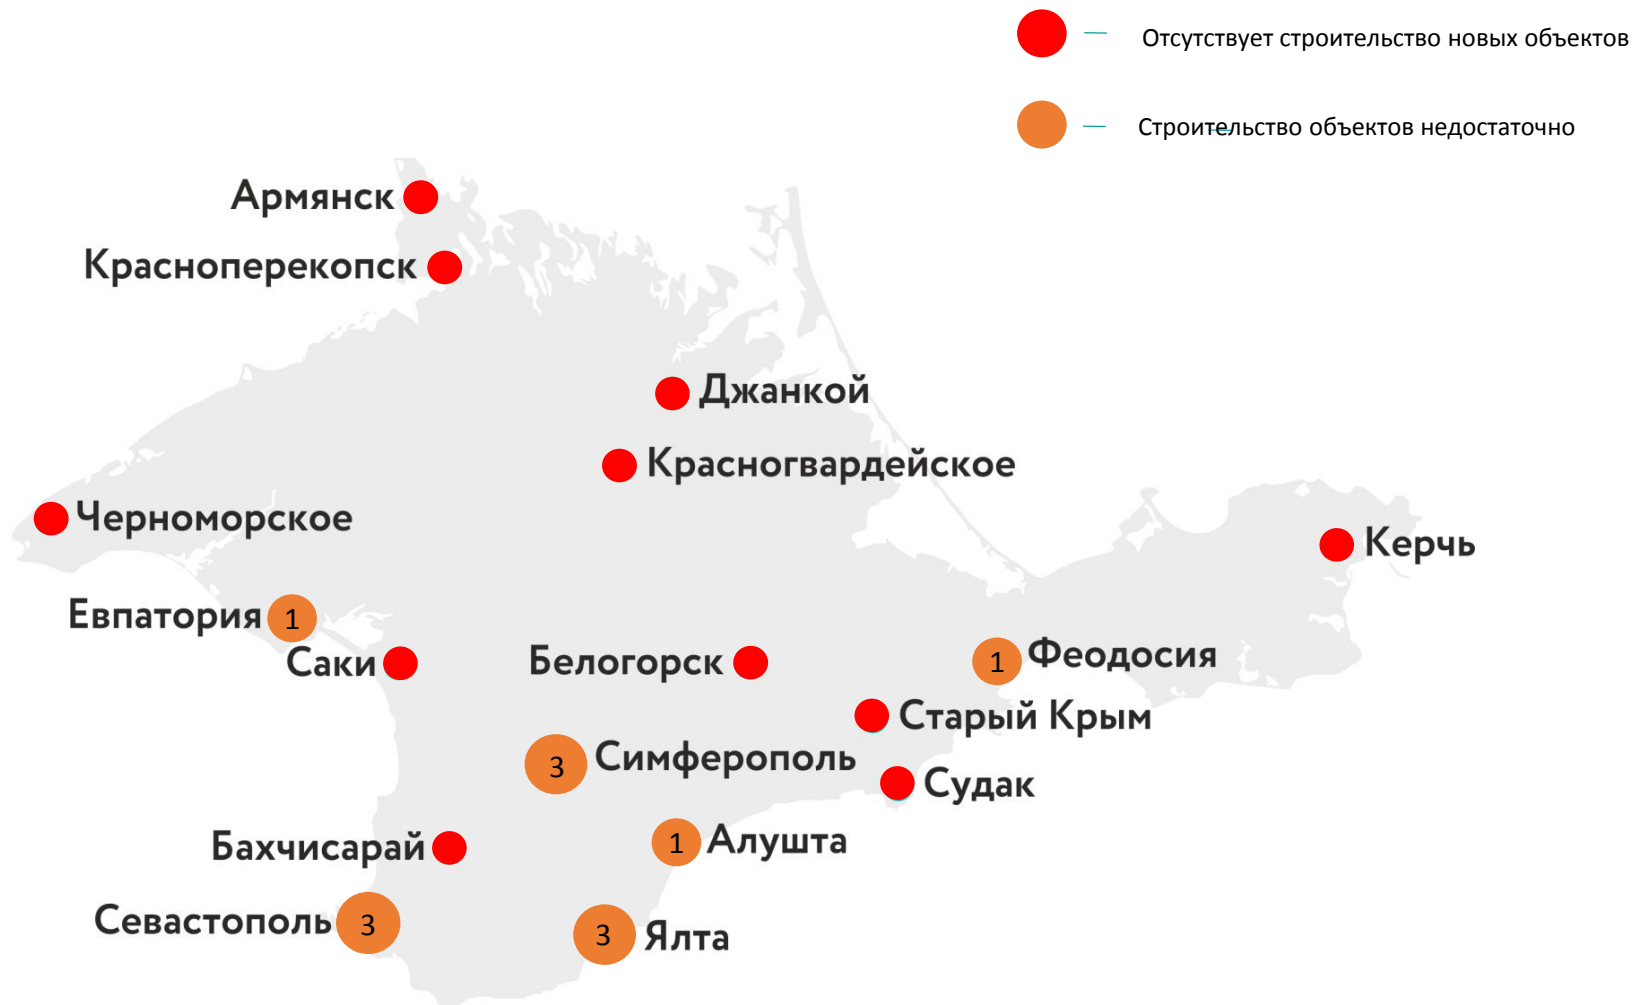 Отсутствует строительство новых объектов
Строительство объектов недостаточно
Армянск
Красноперекопск
Джанкой
Красногвардейское
Черноморское
Керчь
Евпатория 1
Саки
Белогорск
1 Феодосия
Старый Крым
3 Симферополь
Судак
Бахчисарай
1 Алушта
Севастополь 3
3 Ялта